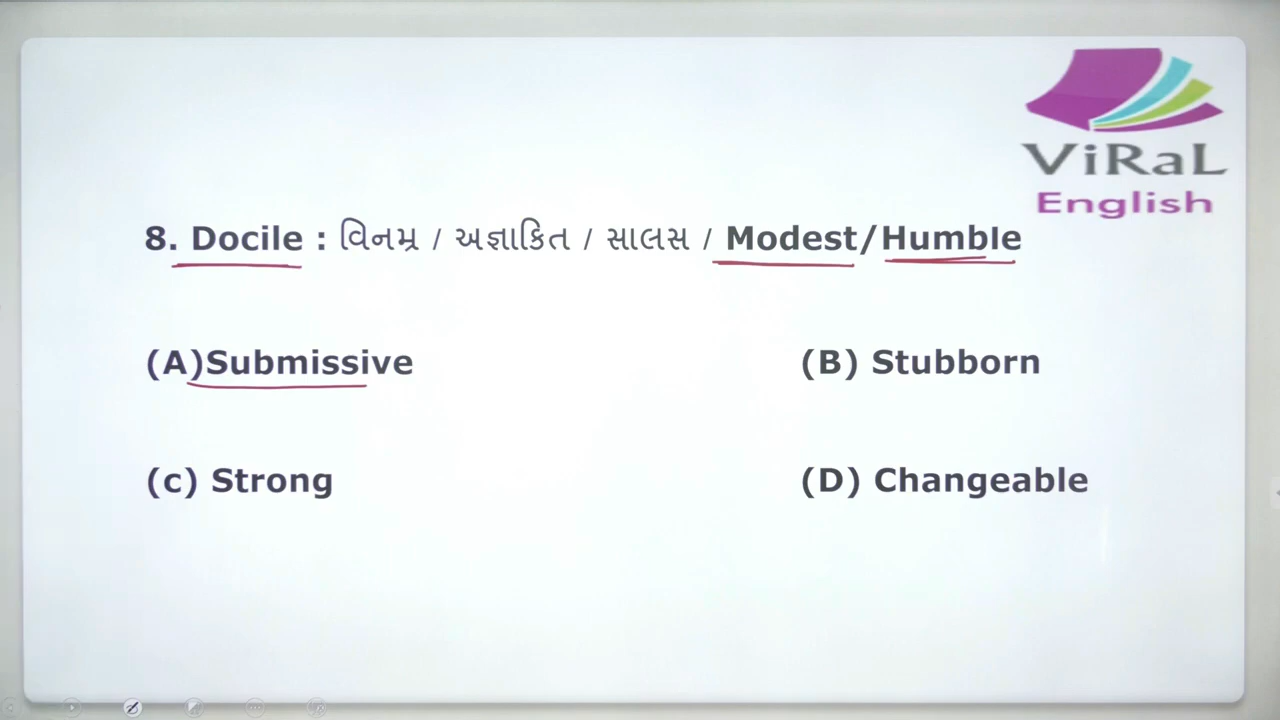 ViRaL
English
8. Docile : વિનમ્ર / અજ્ઞાકિત / સાલસ / Modest/Humble
(A)Submissive (B) Stubborn
(c) Strong (D) Changeable